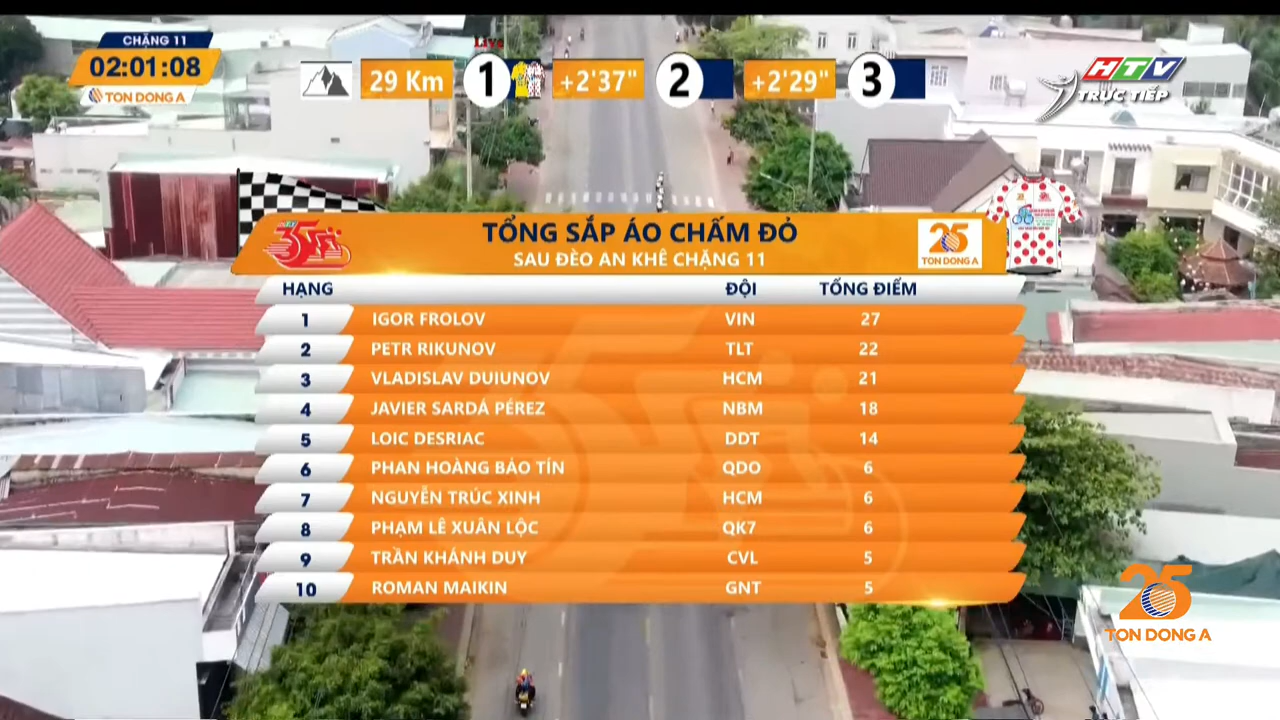 CHẶNG 11
02:01:08
TON DONG A
Live
29 Km 1 +2'37" 2 +2'29" 3
HTV
TRỰC TIẾP
35
TỔNG SẮP ÁO CHẤM ĐỎ
SAU ĐÈO AN KHÊ CHẶNG 11
25
TON DONG A
HẠNG ĐỘI TỔNG ĐIỂM
1 IGOR FROLOV VIN 27
2 PETR RIKUNOV TLT 22
3 VLADISLAV DUIUNOV HCM 21
4 JAVIER SARDÁ PÉREZ NBM 18
5 LOIC DESRIAC DDT 14
6 PHAN HOÀNG BẢO TÍN QDO 6
7 NGUYỄN TRÚC XINH HCM 6
8 PHẠM LÊ XUÂN LỘC QK7 6
9 TRẦN KHÁNH DUY CVL 5
10 ROMAN MAIKIN GNT 5
25
TON DONG A